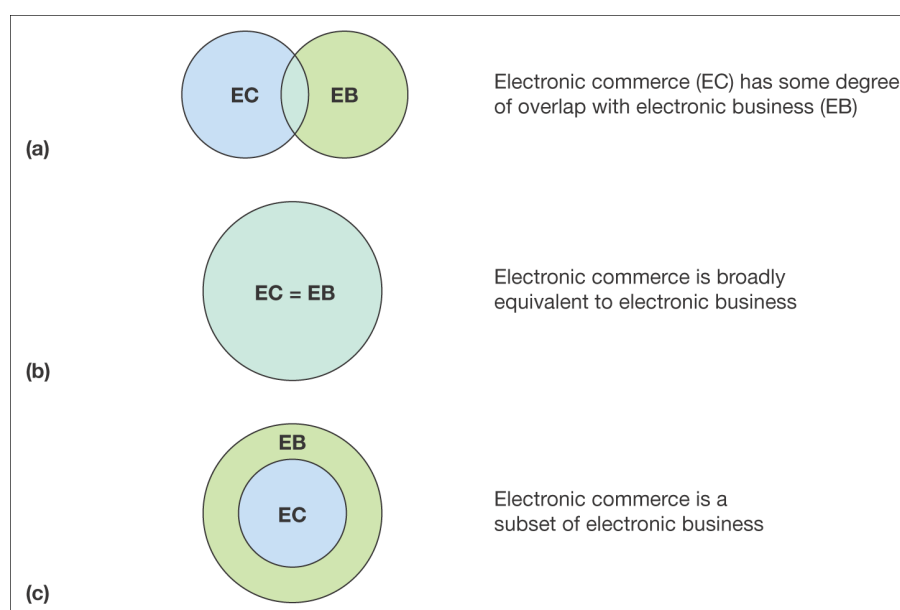 EC EB
Electronic commerce (EC) has some degree
of overlap with electronic business (EB)
(a)
EC = EB
Electronic commerce is broadly
equivalent to electronic business
(b)
EB
EC
Electronic commerce is a
subset of electronic business
(c)